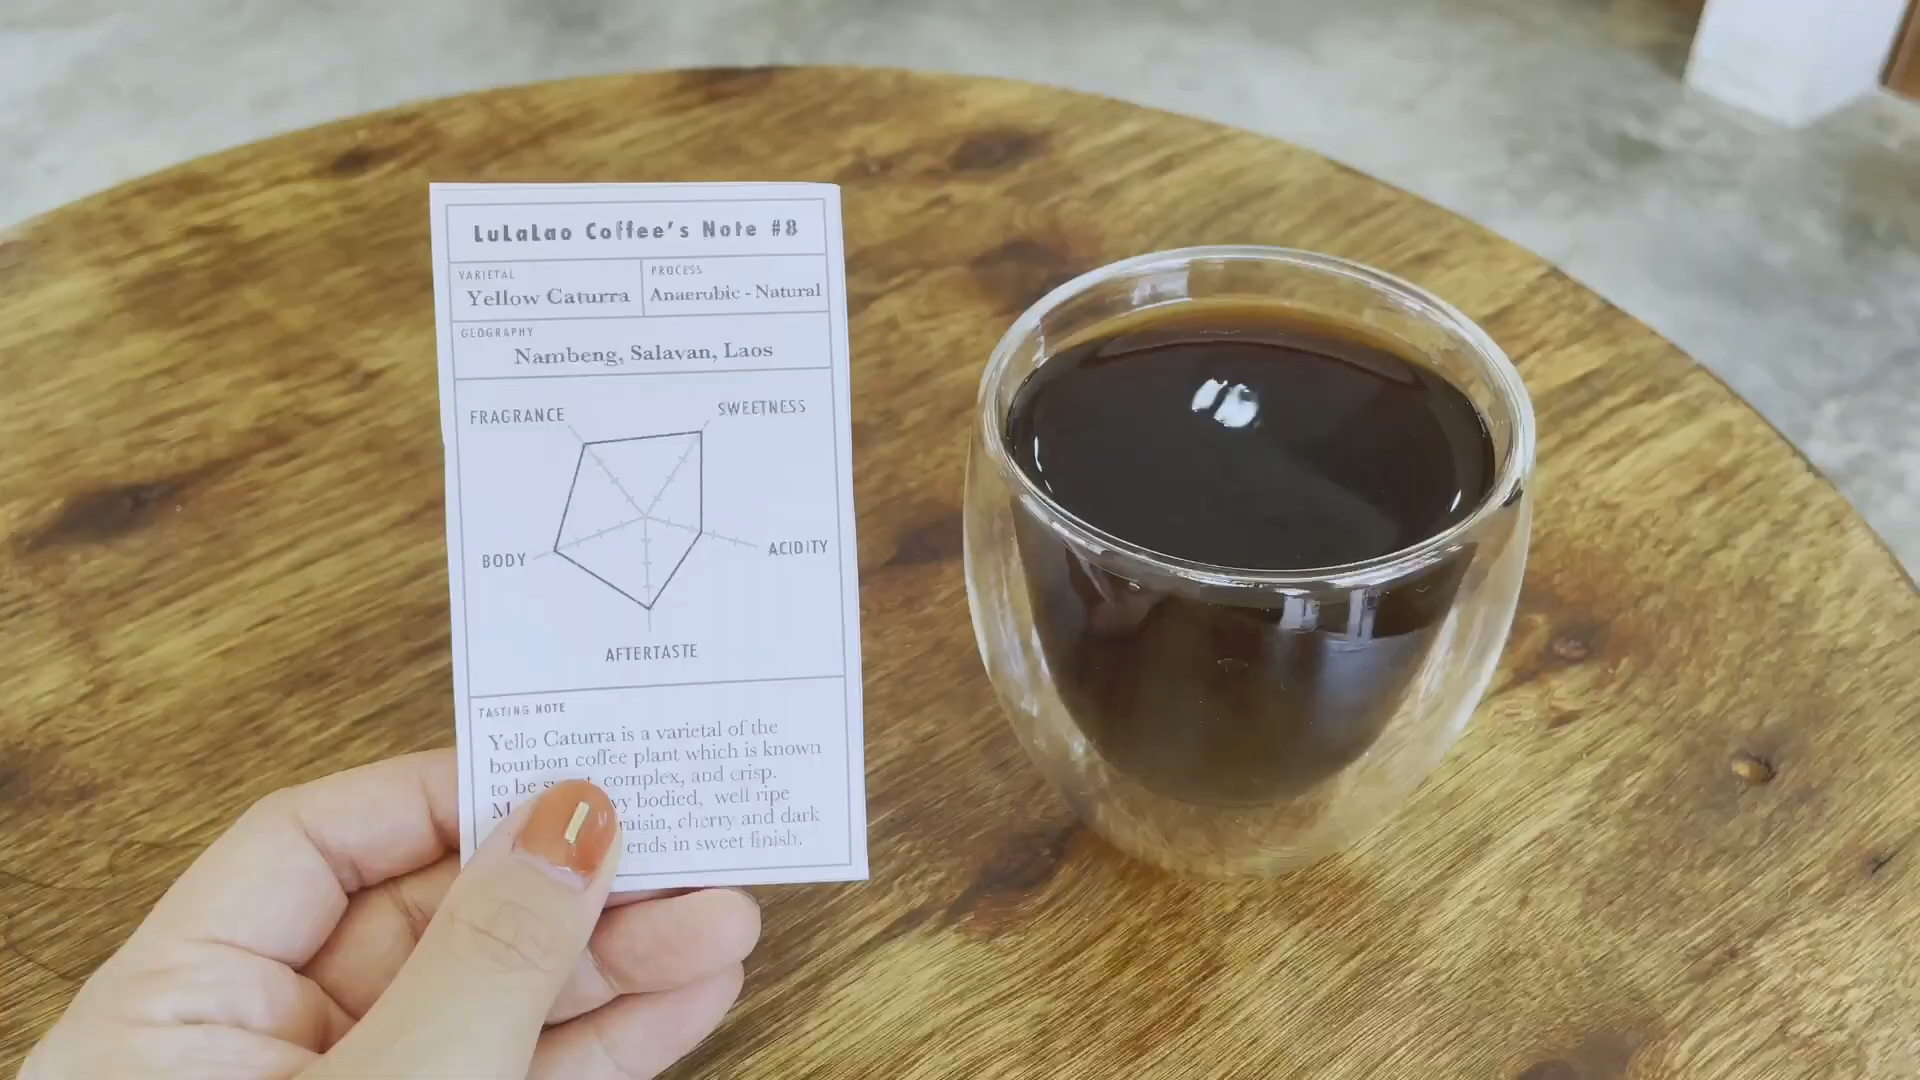 LuLaLao Coffee's Note #8
VARIETAL
Yellow Caturra
PROCESS
Anaerobic - Natural
GEOGRAPHY
Nambeng, Salavan, Laos
FRAGRANCE
SWEETNESS
BODY
ACIDITY
AFTERTASTE
TASTING NOTE
Yello Caturra is a varietal of the
bourbon coffee plant which is known
to be complex, and crisp.
bodied, well ripe
raisin, cherry and dark
ends in sweet finish.